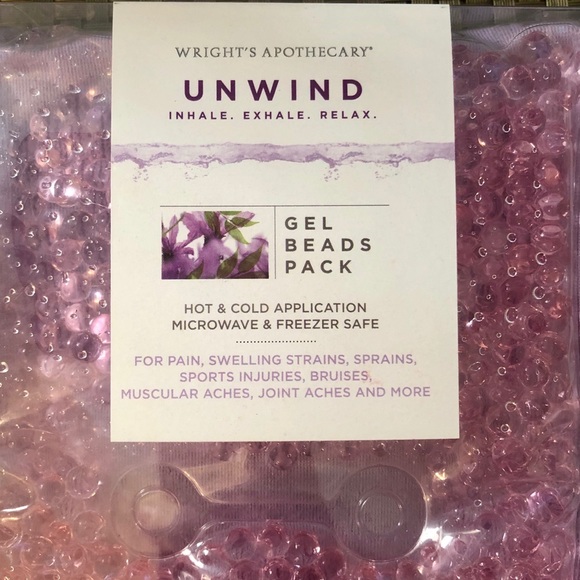 WRIGHT'S APOTHECARY®
UNWIND
INHALE. EXHALE. RELAX.
GEL
BEADS
PACK
HOT & COLD APPLICATION
MICROWAVE & FREEZER SAFE
FOR PAIN, SWELLING STRAINS, SPRAINS,
SPORTS INJURIES, BRUISES,
MUSCULAR ACHES, JOINT ACHES AND MORE